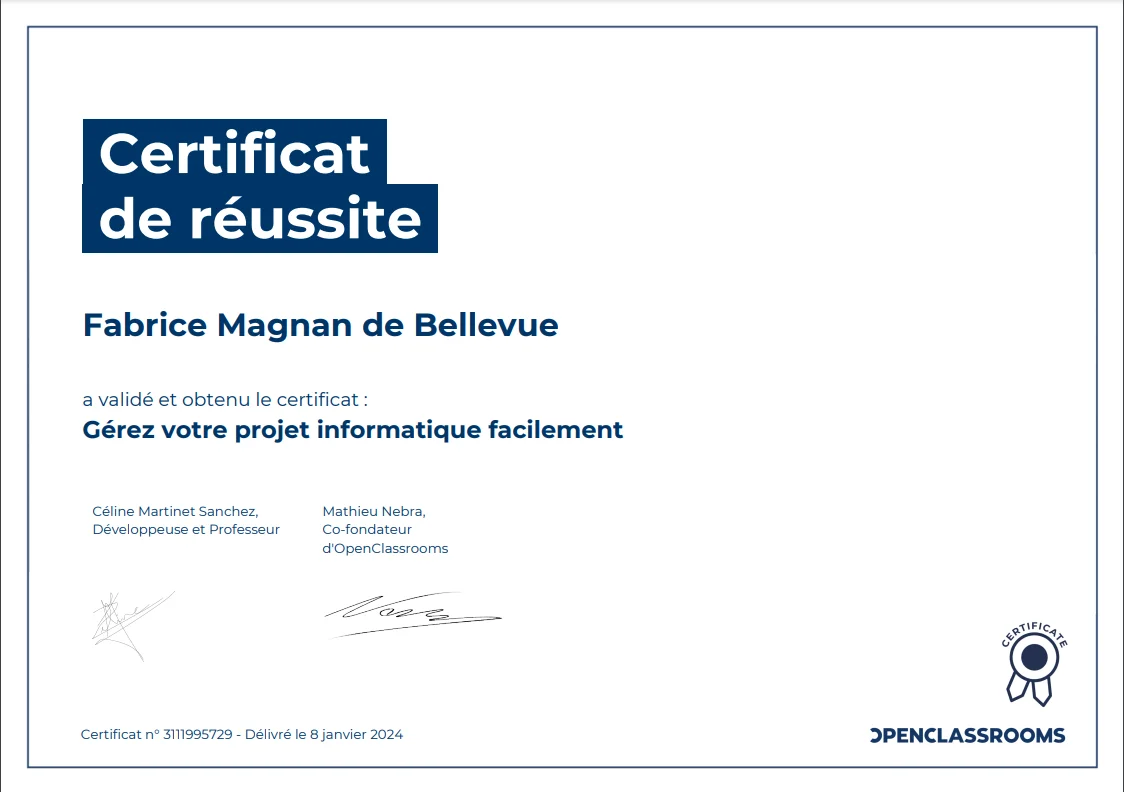 Certificat
de réussite
Fabrice Magnan de Bellevue
a validé et obtenu le certificat :
Gérez votre projet informatique facilement
Céline Martinet Sanchez,
Développeuse et Professeur
Mathieu Nebra,
Co-fondateur
d'OpenClassrooms
CERTIFICATE
Certificat n° 3111995729 - Délivré le 8 janvier 2024
OPENCLASSROOMS